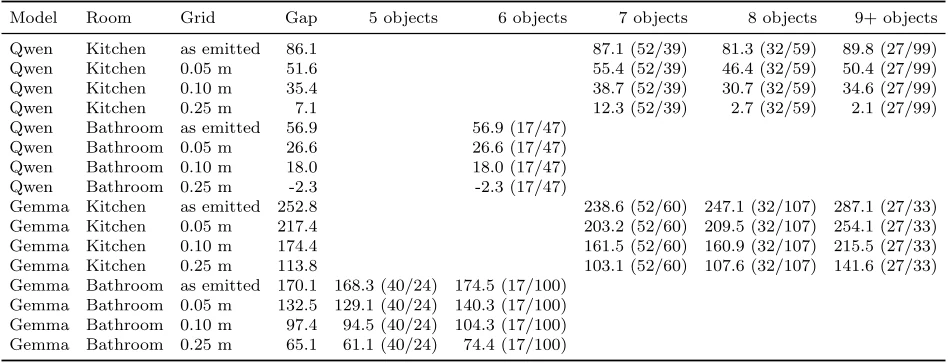 Model Room Grid Gap 5 objects 6 objects 7 objects 8 objects 9+ objects
Qwen Kitchen as emitted 86.1 87.1 (52/39) 81.3 (32/59) 89.8 (27/99)
Qwen Kitchen 0.05 m 51.6 55.4 (52/39) 46.4 (32/59) 50.4 (27/99)
Qwen Kitchen 0.10 m 35.4 38.7 (52/39) 30.7 (32/59) 34.6 (27/99)
Qwen Kitchen 0.25 m 7.1 12.3 (52/39) 2.7 (32/59) 2.1 (27/99)
Qwen Bathroom as emitted 56.9 56.9 (17/47)
Qwen Bathroom 0.05 m 26.6 26.6 (17/47)
Qwen Bathroom 0.10 m 18.0 18.0 (17/47)
Qwen Bathroom 0.25 m -2.3 -2.3 (17/47)
Gemma Kitchen as emitted 252.8 238.6 (52/60) 247.1 (32/107) 287.1 (27/33)
Gemma Kitchen 0.05 m 217.4 203.2 (52/60) 209.5 (32/107) 254.1 (27/33)
Gemma Kitchen 0.10 m 174.4 161.5 (52/60) 160.9 (32/107) 215.5 (27/33)
Gemma Kitchen 0.25 m 113.8 103.1 (52/60) 107.6 (32/107) 141.6 (27/33)
Gemma Bathroom as emitted 170.1 168.3 (40/24) 174.5 (17/100)
Gemma Bathroom 0.05 m 132.5 129.1 (40/24) 140.3 (17/100)
Gemma Bathroom 0.10 m 97.4 94.5 (40/24) 104.3 (17/100)
Gemma Bathroom 0.25 m 65.1 61.1 (40/24) 74.4 (17/100)